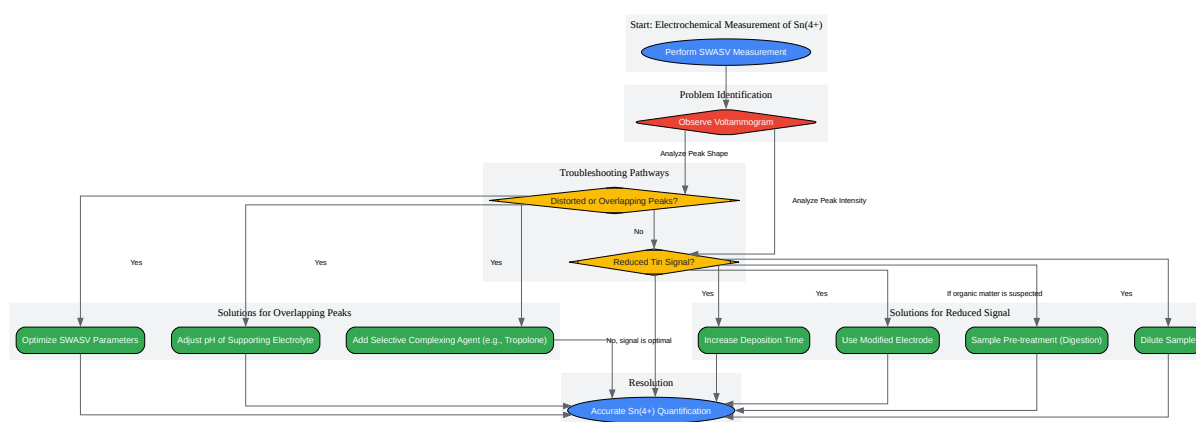 Start: Electrochemical Measurement of Sn(4+)
Perform SWASV Measurement
Problem Identification
Observe Voltammogram
Analyze Peak Shape
Troubleshooting Pathways
Distorted or Overlapping Peaks?
Analyze Peak Intensity
No
Reduced Tin Signal?
Yes
Yes
Yes
Yes
Yes
If organic matter is suspected
Yes
Solutions for Overlapping Peaks
Solutions for Reduced Signal
Optimize SWASV Parameters
Adjust pH of Supporting Electrolyte
Add Selective Complexing Agent (e.g., Tropolone)
No, signal is optimal
Increase Deposition Time
Use Modified Electrode
Sample Pre-treatment (Digestion)
Dilute Sample
Resolution
Accurate Sn(4+) Quantification